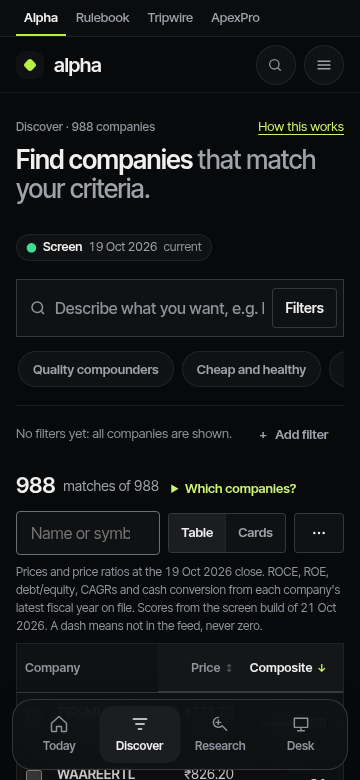 Alpha Rulebook Tripwire ApexPro
alpha
Discover · 988 companies How this works
Find companies that match
your criteria.
Screen 19 Oct 2026 current
Describe what you want, e.g. Filters
Quality compounders Cheap and healthy
No filters yet: all companies are shown. + Add filter
988 matches of 988 ▶ Which companies?
Name or symb Table Cards ...
Prices and price ratios at the 19 Oct 2026 close. ROCE, ROE,
debt/equity, CAGRs and cash conversion from each company's
latest fiscal year on file. Scores from the screen build of 21 Oct
2026. A dash means not in the feed, never zero.
Company Price ↕ Composite ↓
Today Discover Research Desk
WAAREERTL ₹826.20